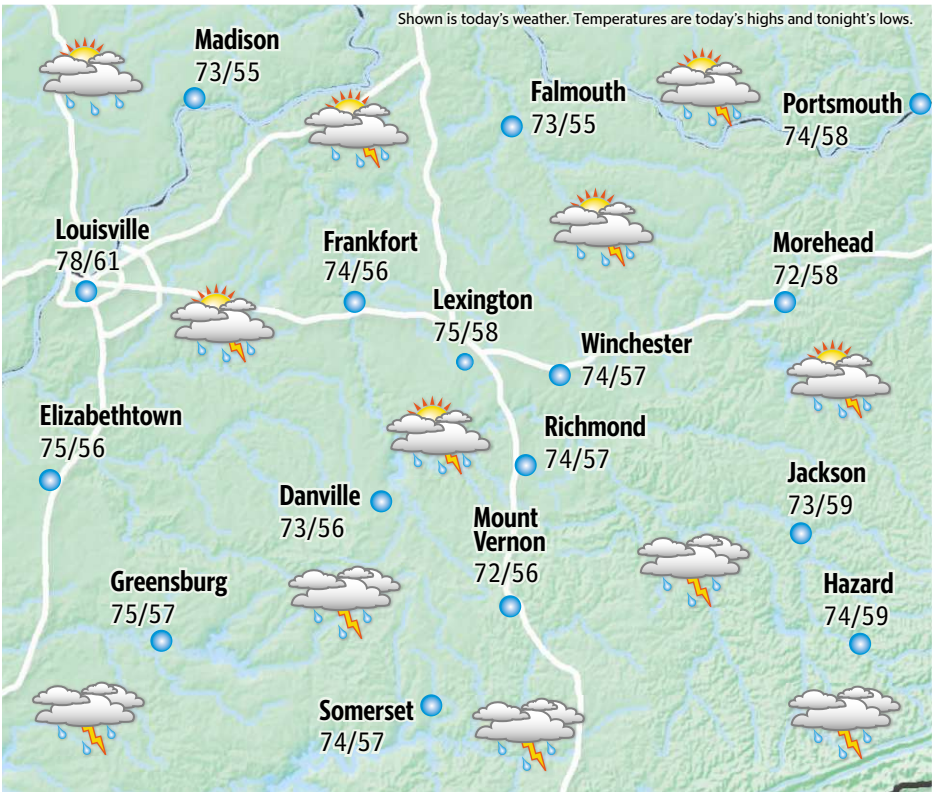 Shown is today's weather. Temperatures are today's highs and tonight's lows.
Madison
73/55
Falmouth
73/55
Portsmouth
74/58
Louisville
78/61
Frankfort
74/56
Morehead
72/58
Lexington
75/58
Winchester
74/57
Elizabethtown
75/56
Richmond
74/57
Jackson
73/59
Danville
73/56
Mount
Vernon
72/56
Greensburg
75/57
Hazard
74/59
Somerset
74/57